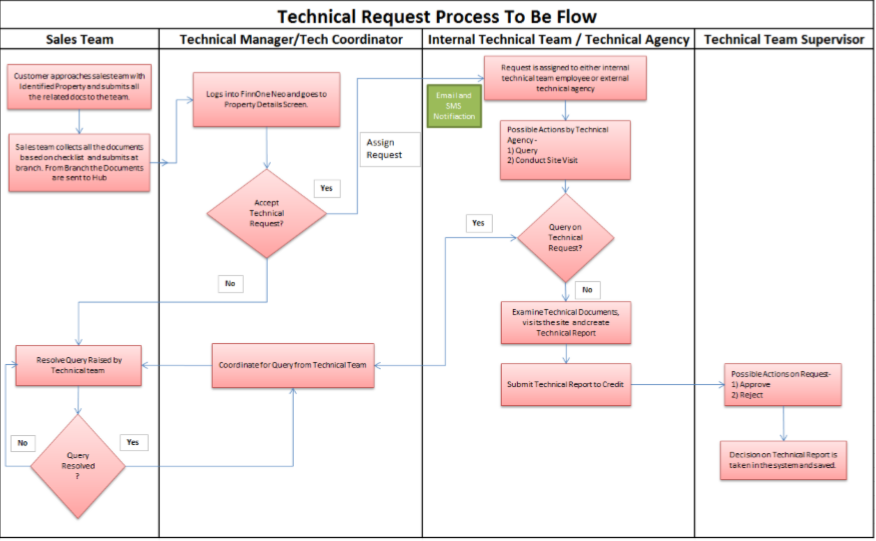 Technical Request Process To Be Flow
Sales Team
Technical Manager/Tech Coordinator
Internal Technical Team / Technical Agency
Technical Team Supervisor
Customer approaches sales team with
Identified Property and submits all
the related docs to the team.
Sales team collects all the documents
based on checklist and submits at
branch. From Branch the Documents
are sent to Hub
Logs into FinnOne Neo and goes to
Property Details Screen.
Accept
Technical
Request?
Yes
No
Assign
Request
Email and
SMS
Notifiaction
Request is assigned to either internal
technical team employee or external
technical agency
Possible Actions by Technical
Agency -
1) Query
2) Conduct Site Visit
Query on
Technical
Request?
Yes
No
Examine Technical Documents,
visits the site and create
Technical Report
Submit Technical Report to Credit
Resolve Query Raised by
Technical team
Coordinate for Query from Technical Team
Query
Resolved
?
No
Yes
Possible Actions on Request-
1) Approve
2) Reject
Decision on Technical Report is
taken in the system and saved.